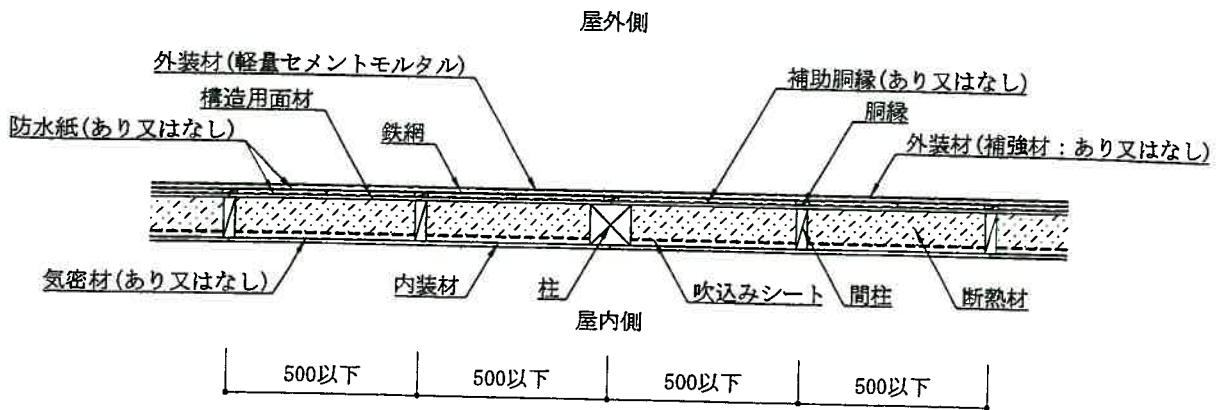 屋外側
外装材(軽量セメントモルタル)
補助胴縁(あり又はなし)
構造用面材
胴縁
防水紙(あり又はなし)
鉄網
外装材(補強材：あり又はなし)
気密材(あり又はなし)
内装材
柱
吹込みシート
間柱
断熱材
屋内側
500以下
500以下
500以下
500以下